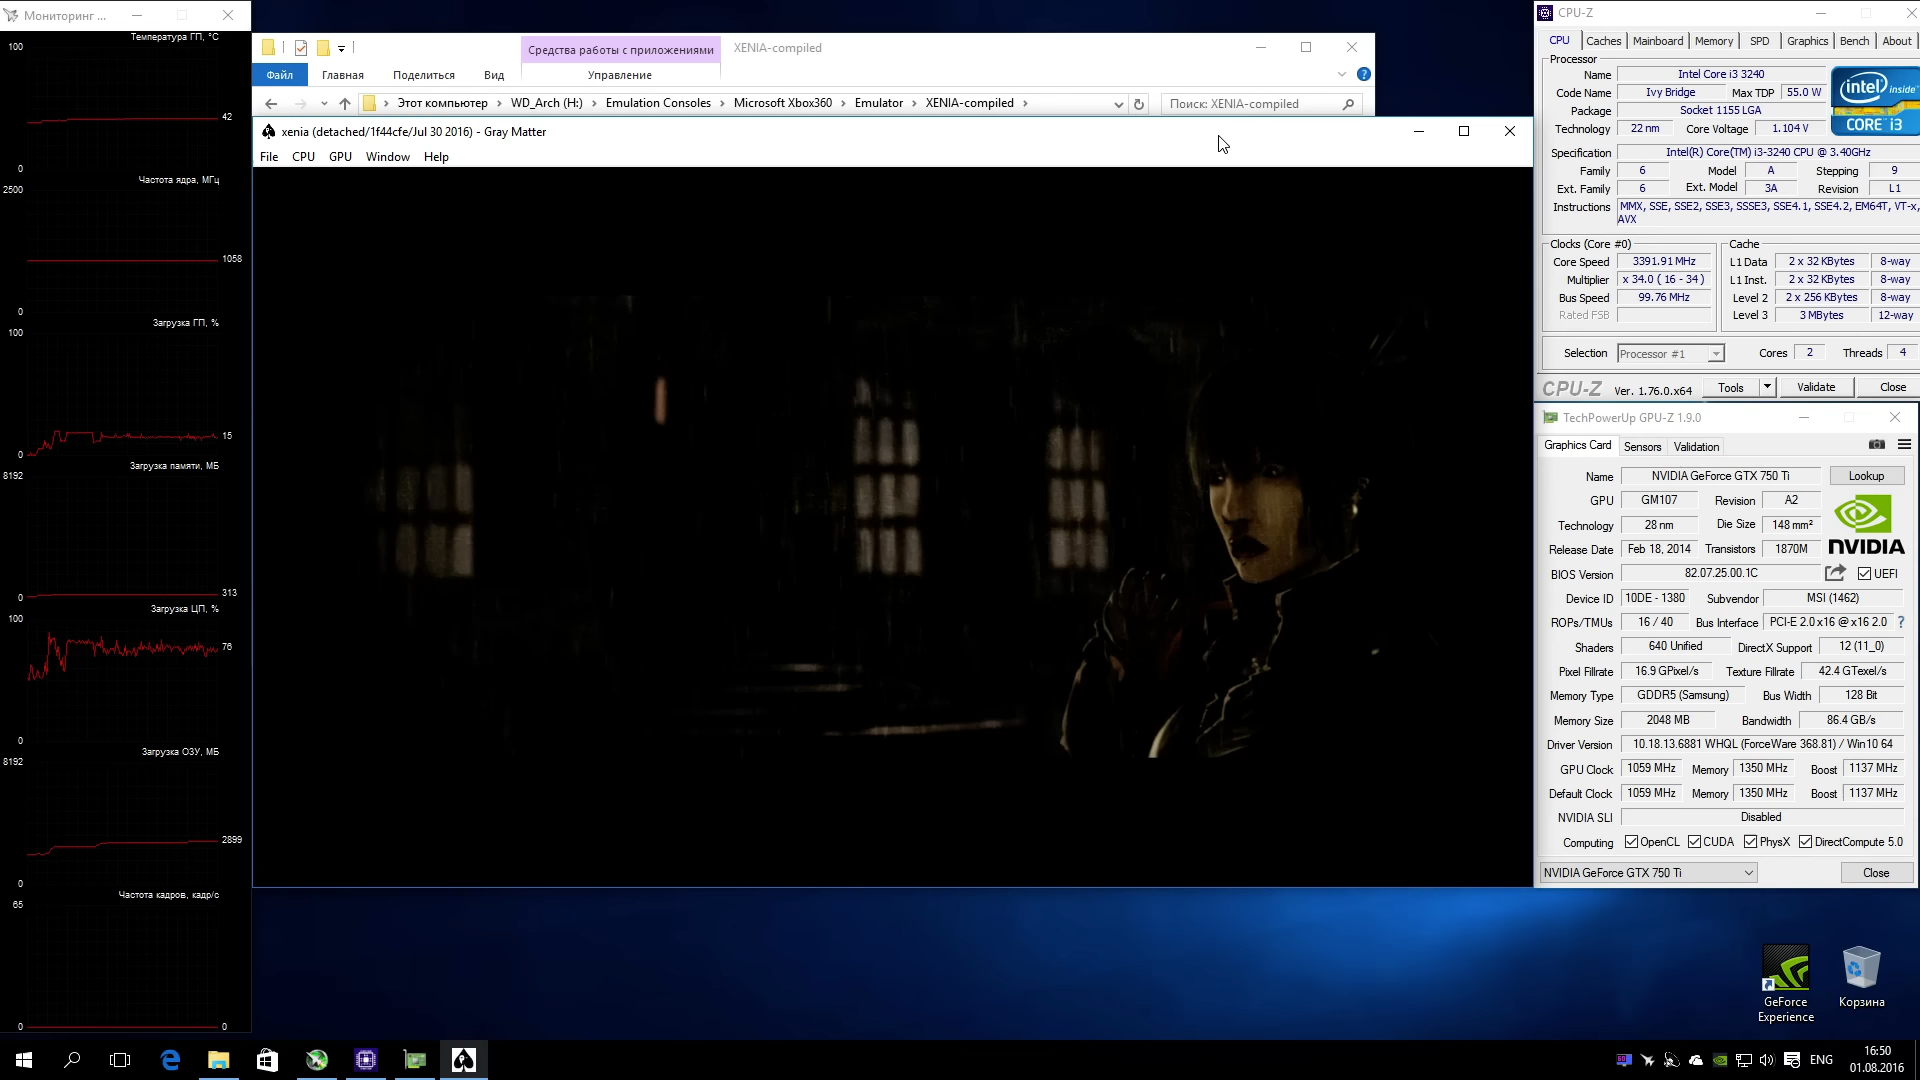 Мониторинг ...
Температура ГП, °C
100
42
0
Частота ядра, МГц
2500
1058
0
Загрузка ГП, %
100
15
0
Загрузка памяти, МБ
8192
313
0
Загрузка ЦП, %
100
76
0
Загрузка ОЗУ, МБ
8192
2899
0
Частота кадров, кадр/с
65
0
0
Средства работы с приложениями
XENIA-compiled
Файл
Главная
Поделиться
Вид
Управление
Этот компьютер
WD_Arch (H:)
Emulation Consoles
Microsoft Xbox360
Emulator
XENIA-compiled
Поиск: XENIA-compiled
xenia (detached/1f44cfe/Jul 30 2016) - Gray Matter
File CPU GPU Window Help
CPU-Z
CPU Caches Mainboard Memory SPD Graphics Bench About
Processor
Name Intel Core i3 3240
Code Name Ivy Bridge Max TDP 55.0 W
Package Socket 1155 LGA
Technology 22 nm Core Voltage 1.104 V
intel inside™
CORE i3
Specification Intel(R) Core(TM) i3-3240 CPU @ 3.40GHz
Family 6 Model A Stepping 9
Ext. Family 6 Ext. Model 3A Revision L1
Instructions MMX, SSE, SSE2, SSE3, SSSE3, SSE4.1, SSE4.2, EM64T, VT-x,
AVX
Clocks (Core #0)
Core Speed 3391.91 MHz
Multiplier x 34.0 ( 16 - 34 )
Bus Speed 99.76 MHz
Rated FSB
Cache
L1 Data 2 x 32 KBytes 8-way
L1 Inst. 2 x 32 KBytes 8-way
Level 2 2 x 256 KBytes 8-way
Level 3 3 MBytes 12-way
Selection Processor #1 Cores 2 Threads 4
CPU-Z Ver. 1.76.0.x64 Tools Validate Close
TechPowerUp GPU-Z 1.9.0
Graphics Card Sensors Validation
Name NVIDIA GeForce GTX 750 Ti Lookup
GPU GM107 Revision A2
Technology 28 nm Die Size 148 mm²
Release Date Feb 18, 2014 Transistors 1870M
NVIDIA
BIOS Version 82.07.25.00.1C UEFI
Device ID 10DE - 1380 Subvendor MSI (1462)
ROPs/TMUs 16 / 40 Bus Interface PCI-E 2.0 x16 @ x16 2.0 ?
Shaders 640 Unified DirectX Support 12 (11_0)
Pixel Fillrate 16.9 GPixel/s Texture Fillrate 42.4 GTexel/s
Memory Type GDDR5 (Samsung) Bus Width 128 Bit
Memory Size 2048 MB Bandwidth 86.4 GB/s
Driver Version 10.18.13.6881 WHQL (ForceWare 368.81) / Win10 64
GPU Clock 1059 MHz Memory 1350 MHz Boost 1137 MHz
Default Clock 1059 MHz Memory 1350 MHz Boost 1137 MHz
NVIDIA SLI Disabled
Computing OpenCL CUDA PhysX DirectCompute 5.0
NVIDIA GeForce GTX 750 Ti Close
GeForce
Experience
Корзина
ENG
16:50
01.08.2016